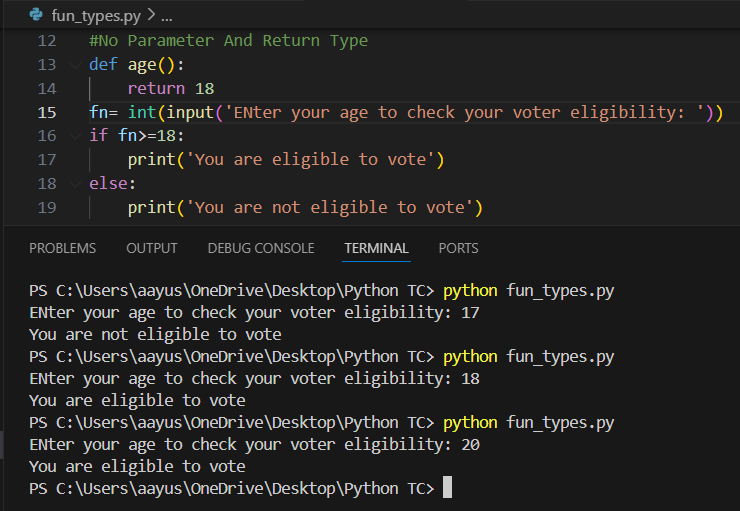 fun_types.py > ...
12 #No Parameter And Return Type
13 def age():
14     return 18
15 fn= int(input('ENter your age to check your voter eligibility: '))
16 if fn>=18:
17     print('You are eligible to vote')
18 else:
19     print('You are not eligible to vote')
PROBLEMS OUTPUT DEBUG CONSOLE TERMINAL PORTS
PS C:\Users\aayus\OneDrive\Desktop\Python TC> python fun_types.py
ENter your age to check your voter eligibility: 17
You are not eligible to vote
PS C:\Users\aayus\OneDrive\Desktop\Python TC> python fun_types.py
ENter your age to check your voter eligibility: 18
You are eligible to vote
PS C:\Users\aayus\OneDrive\Desktop\Python TC> python fun_types.py
ENter your age to check your voter eligibility: 20
You are eligible to vote
PS C:\Users\aayus\OneDrive\Desktop\Python TC>